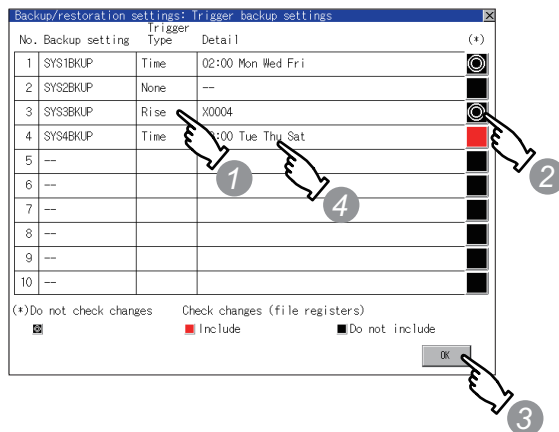 Backup/restoration settings: Trigger backup settings
No. Backup setting Trigger Type Detail (*)
1 SYS1BKUP Time 02:00 Mon Wed Fri
2 SYS2BKUP None --
3 SYS3BKUP Rise X0004
4 SYS4BKUP Time :00 Tue Thu Sat
5 --
6 --
7 --
8 --
9 --
10 --
(*)Do not check changes Check changes (file registers)
Include Do not include
OK
1
2
3
4